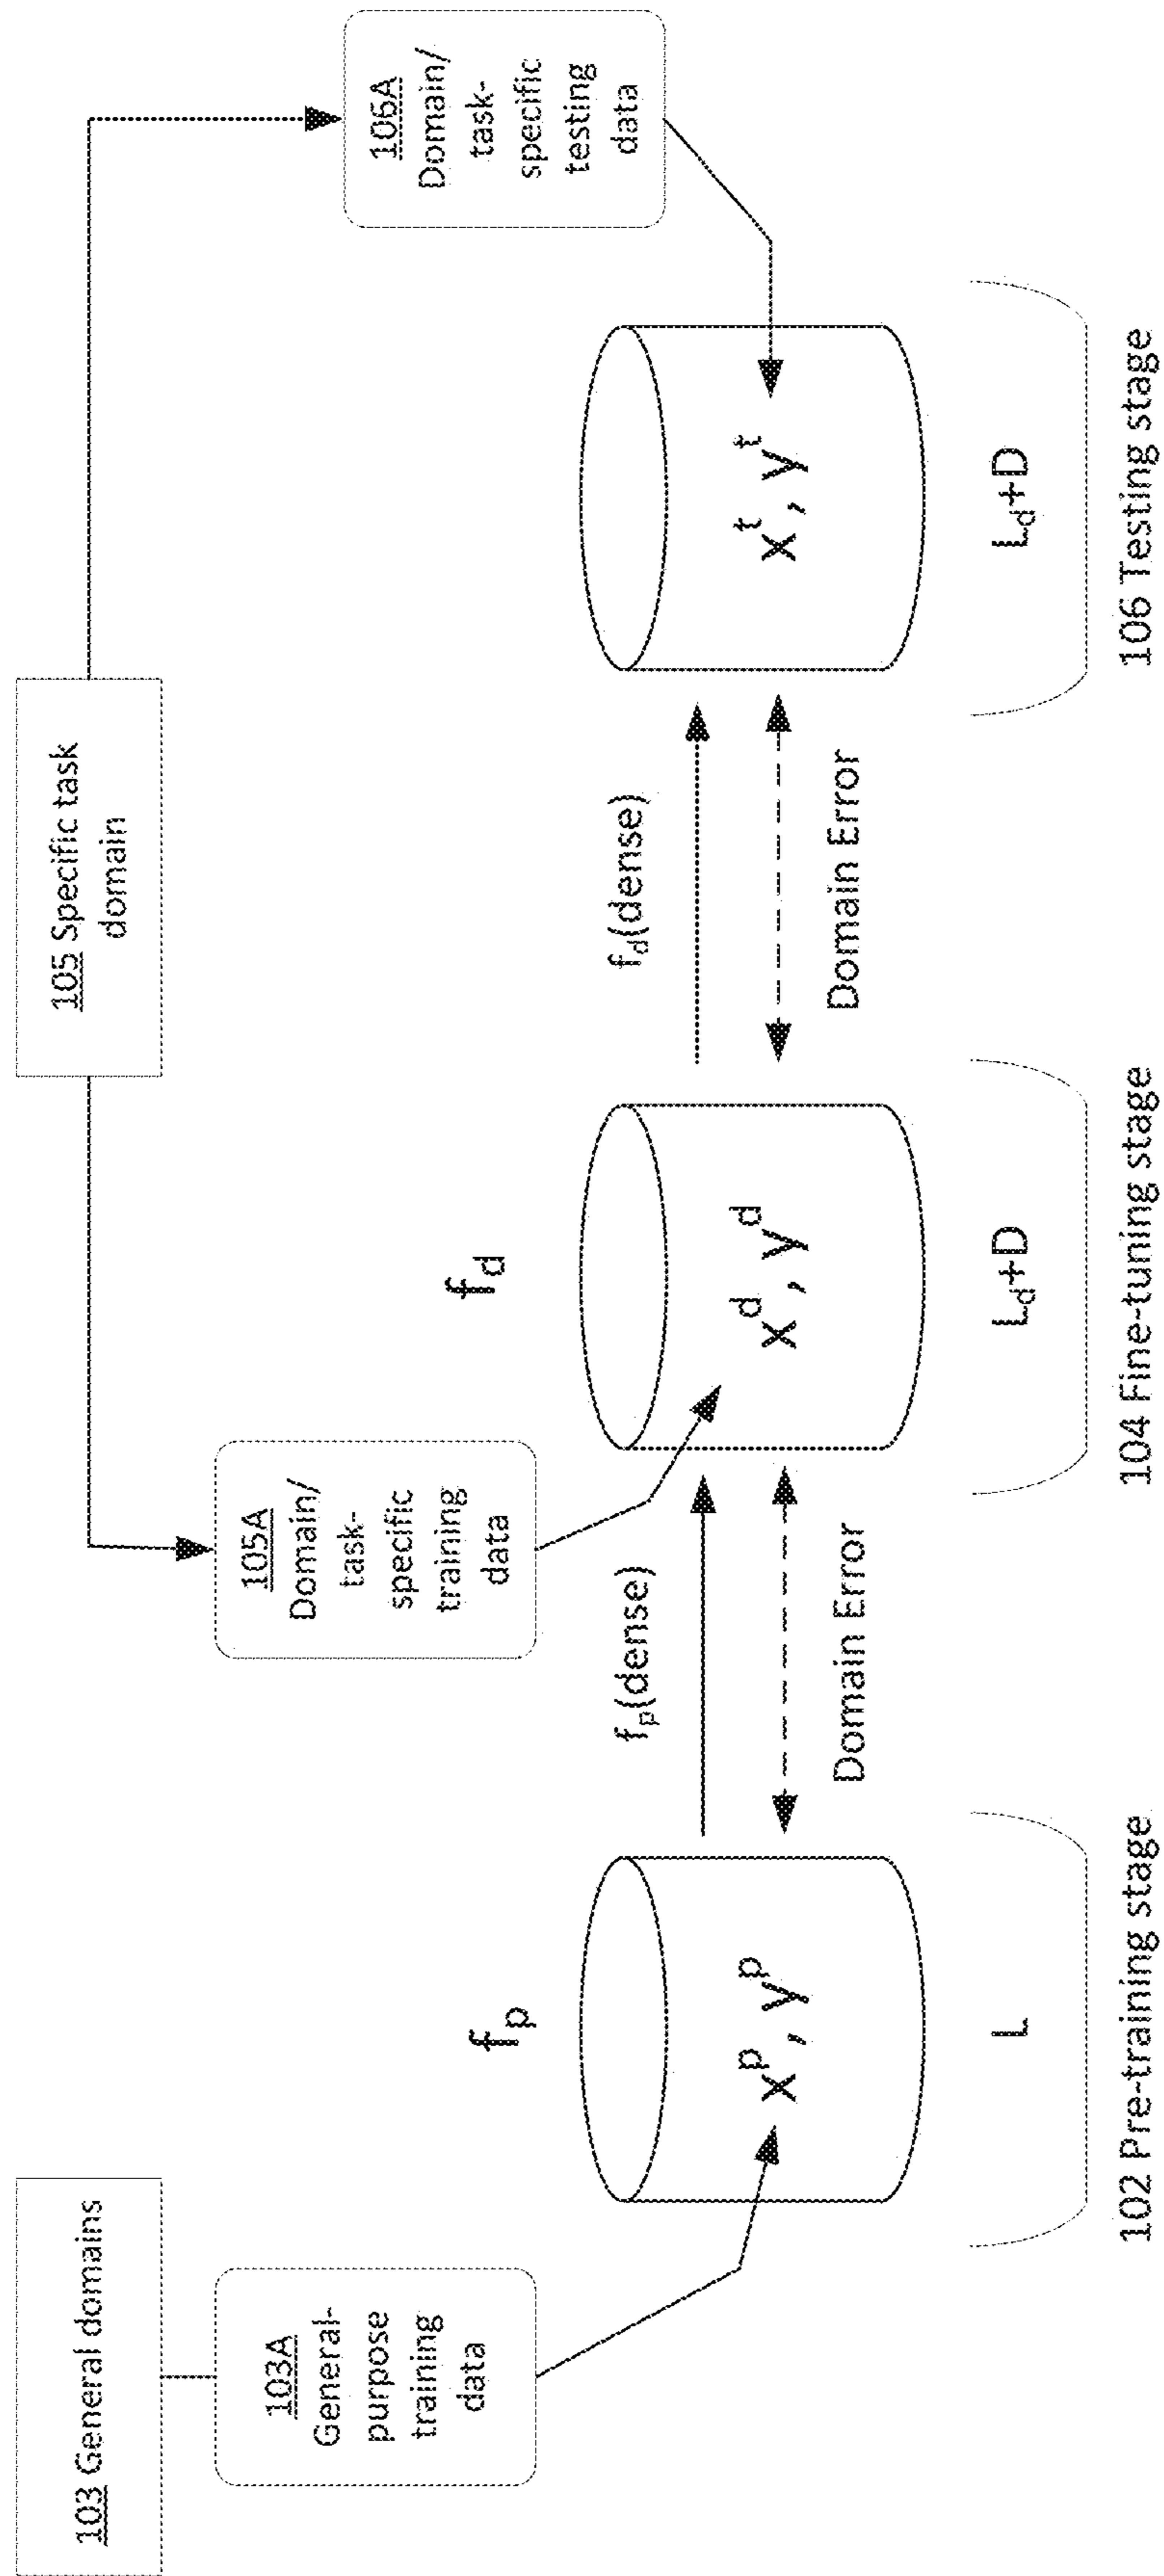 103 General domains
105 Specific task
domain
103A
General-
purpose
training
data
105A
Domain/
task-
specific
training
data
106A
Domain/
task-
specific
testing
data
f_p
f_d
f_p(dense)
f_d(dense)
x^p, y^p
x^d, y^d
x^t, y^t
Domain Error
Domain Error
L
L_d+D
L_d+D
102 Pre-training stage
104 Fine-tuning stage
106 Testing stage